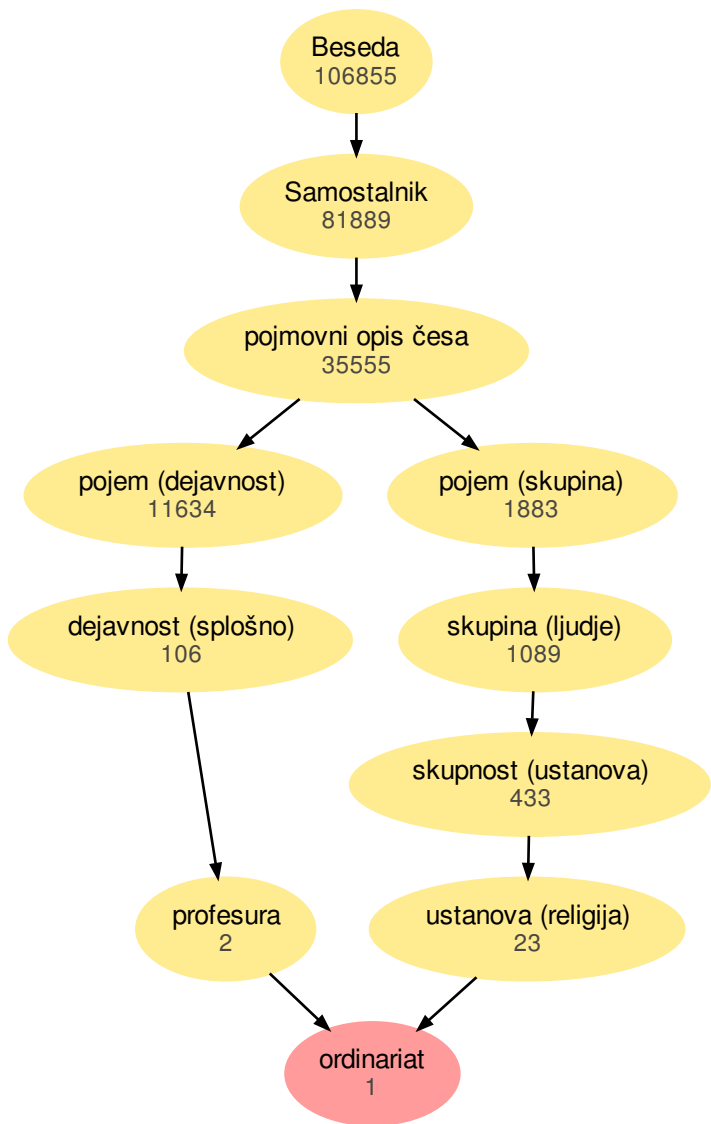 Beseda
106855
Samostalnik
81889
pojmovni opis česa
35555
pojem (dejavnost)
11634
pojem (skupina)
1883
dejavnost (splošno)
106
skupina (ljudje)
1089
skupnost (ustanova)
433
profesura
2
ustanova (religija)
23
ordinariat
1